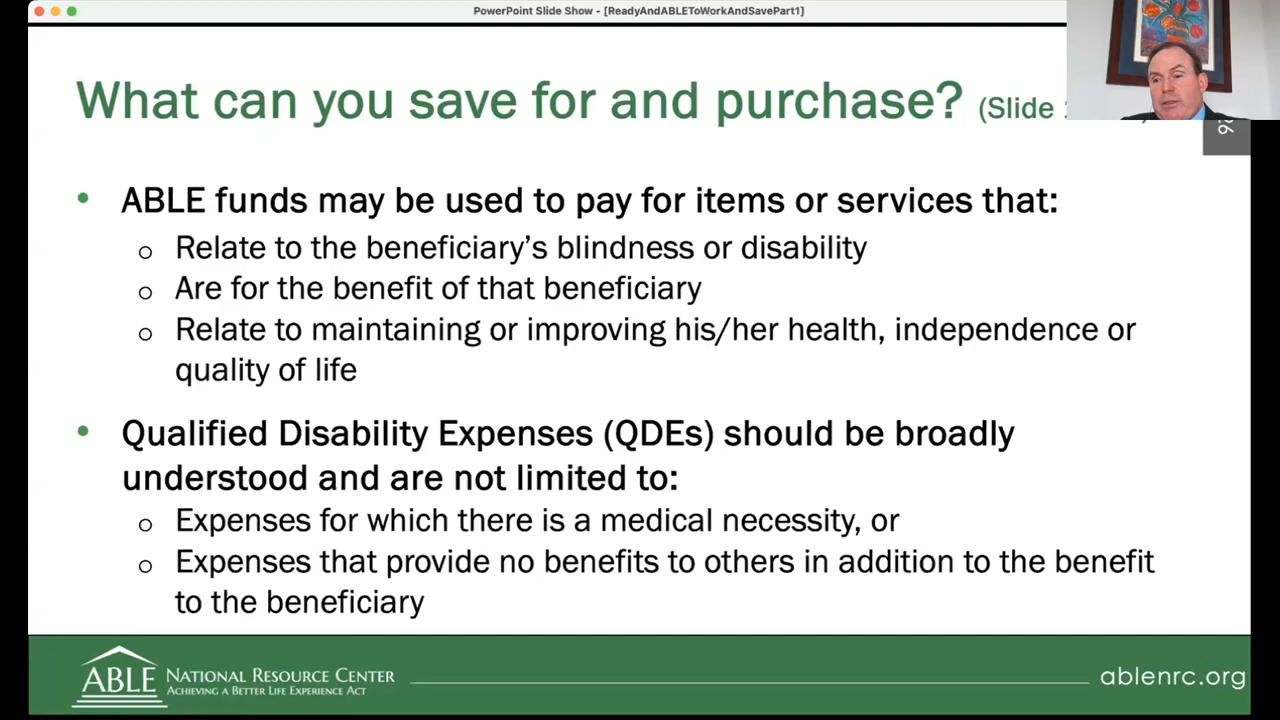 PowerPoint Slide Show - [ReadyAndABLEToWorkAndSavePart1]
What can you save for and purchase? (Slide
• ABLE funds may be used to pay for items or services that:
o Relate to the beneficiary’s blindness or disability
o Are for the benefit of that beneficiary
o Relate to maintaining or improving his/her health, independence or
quality of life
• Qualified Disability Expenses (QDEs) should be broadly
understood and are not limited to:
o Expenses for which there is a medical necessity, or
o Expenses that provide no benefits to others in addition to the benefit
to the beneficiary
ABLE NATIONAL RESOURCE CENTER
ACHIEVING A BETTER LIFE EXPERIENCE ACT
ablenrc.org